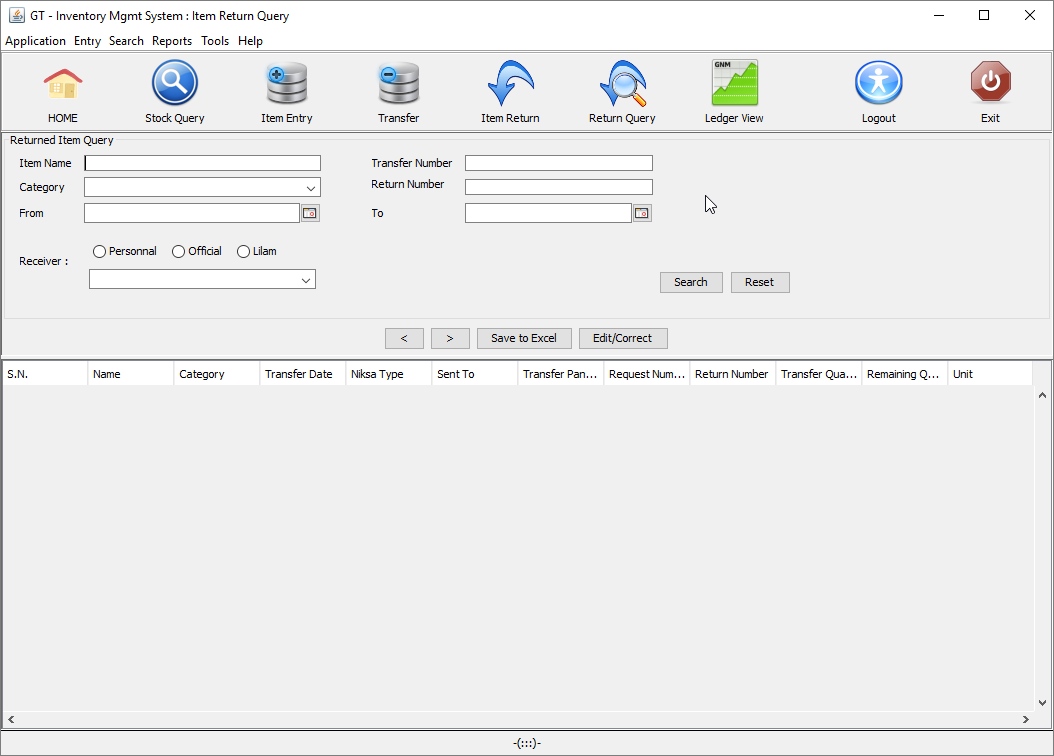 GT - Inventory Mgmt System : Item Return Query
Application Entry Search Reports Tools Help
GNM
HOME Stock Query Item Entry Transfer Item Return Return Query Ledger View Logout Exit
Returned Item Query
Item Name Transfer Number
Category Return Number
From To
Personnal Official Lilam
Receiver :
Search Reset
< > Save to Excel Edit/Correct
S.N. Name Category Transfer Date Niksa Type Sent To Transfer Pan... Request Num... Return Number Transfer Qua... Remaining Q... Unit
-(:::)-